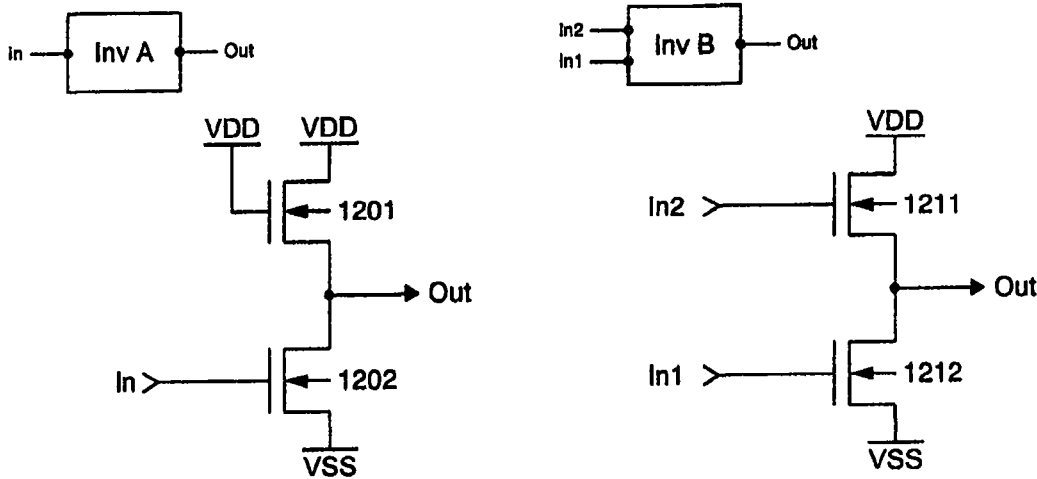 In
Inv A
Out
In2
In1
Inv B
Out
VDD
VDD
1201
Out
In
1202
VSS
VDD
In2
1211
Out
In1
1212
VSS